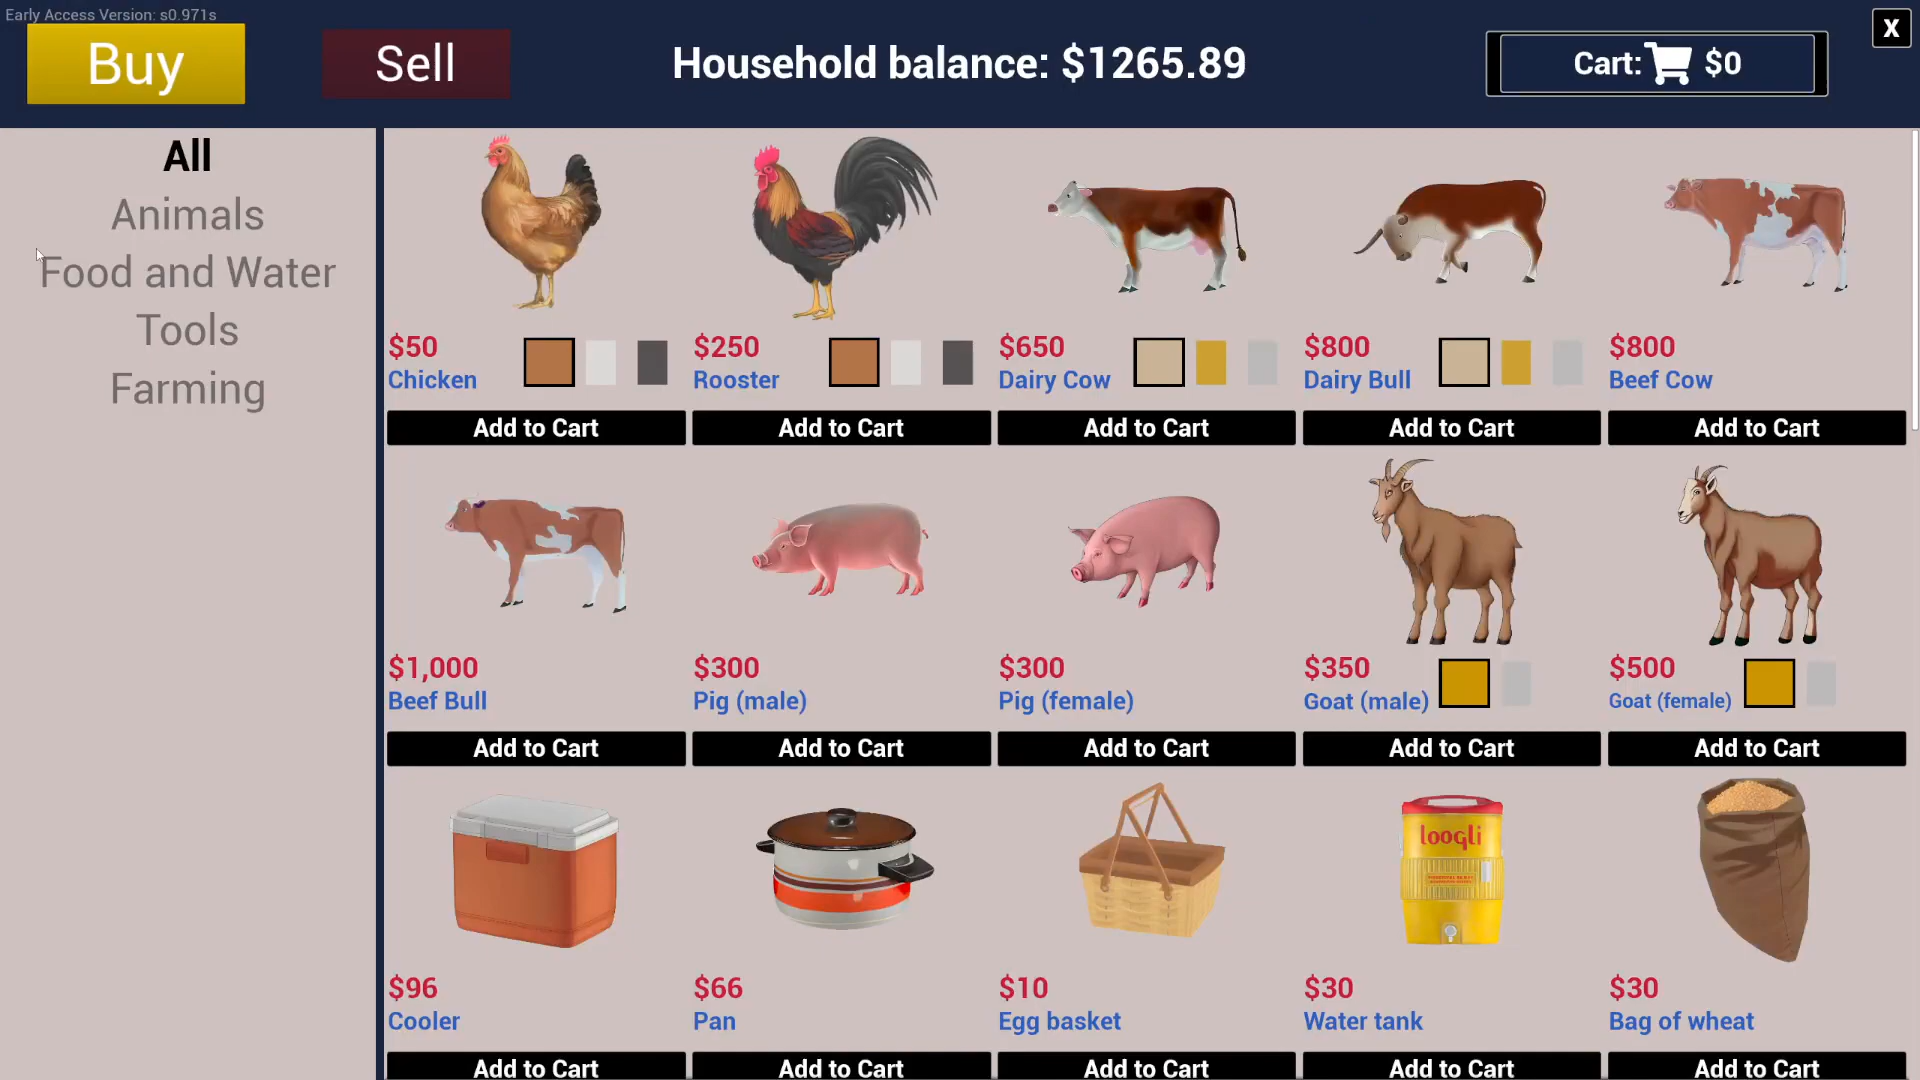 Early Access Version: s0.971s
Buy
Sell
Household balance: $1265.89
Cart: $0
X
All
Animals
Food and Water
Tools
Farming
$50
Chicken
$250
Rooster
$650
Dairy Cow
$800
Dairy Bull
$800
Beef Cow
Add to Cart
Add to Cart
Add to Cart
Add to Cart
Add to Cart
$1,000
Beef Bull
$300
Pig (male)
$300
Pig (female)
$350
Goat (male)
$500
Goat (female)
Add to Cart
Add to Cart
Add to Cart
Add to Cart
Add to Cart
looqli
$96
Cooler
$66
Pan
$10
Egg basket
$30
Water tank
$30
Bag of wheat
Add to Cart
Add to Cart
Add to Cart
Add to Cart
Add to Cart